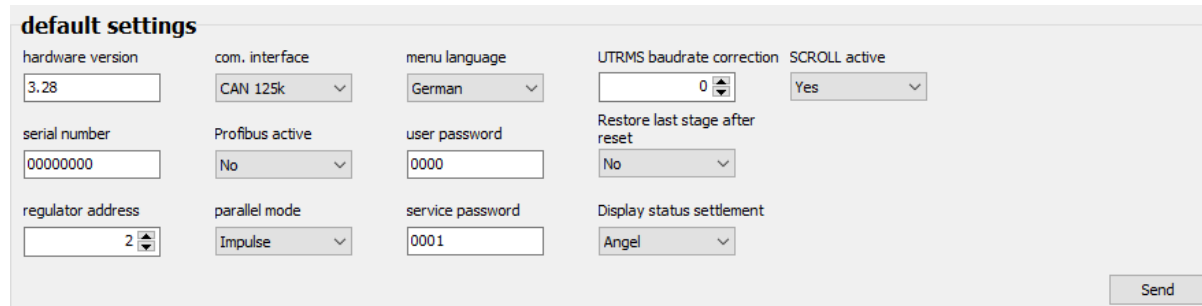 default settings
hardware version
3.28
com. interface
CAN 125k
menu language
German
UTRMS baudrate correction
0
SCROLL active
Yes
serial number
00000000
Profibus active
No
user password
0000
Restore last stage after
reset
No
regulator address
2
parallel mode
Impulse
service password
0001
Display status settlement
Angel
Send